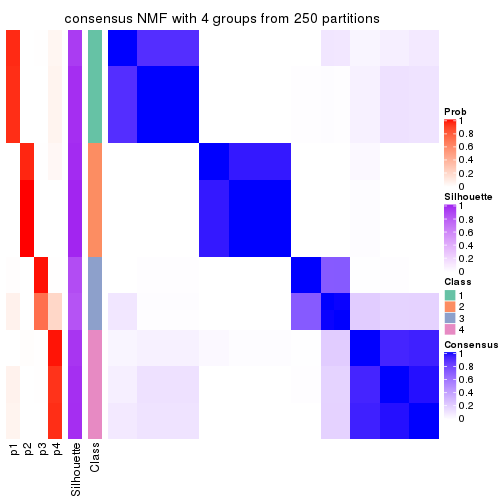 consensus NMF with 4 groups from 250 partitions
Prob
1
0.8
0.6
0.4
0.2
0
Silhouette
1
0.8
0.6
0.4
0.2
0
Class
1
2
3
4
Consensus
1
0.8
0.6
0.4
0.2
0
p1
p2
p3
p4
Silhouette
Class